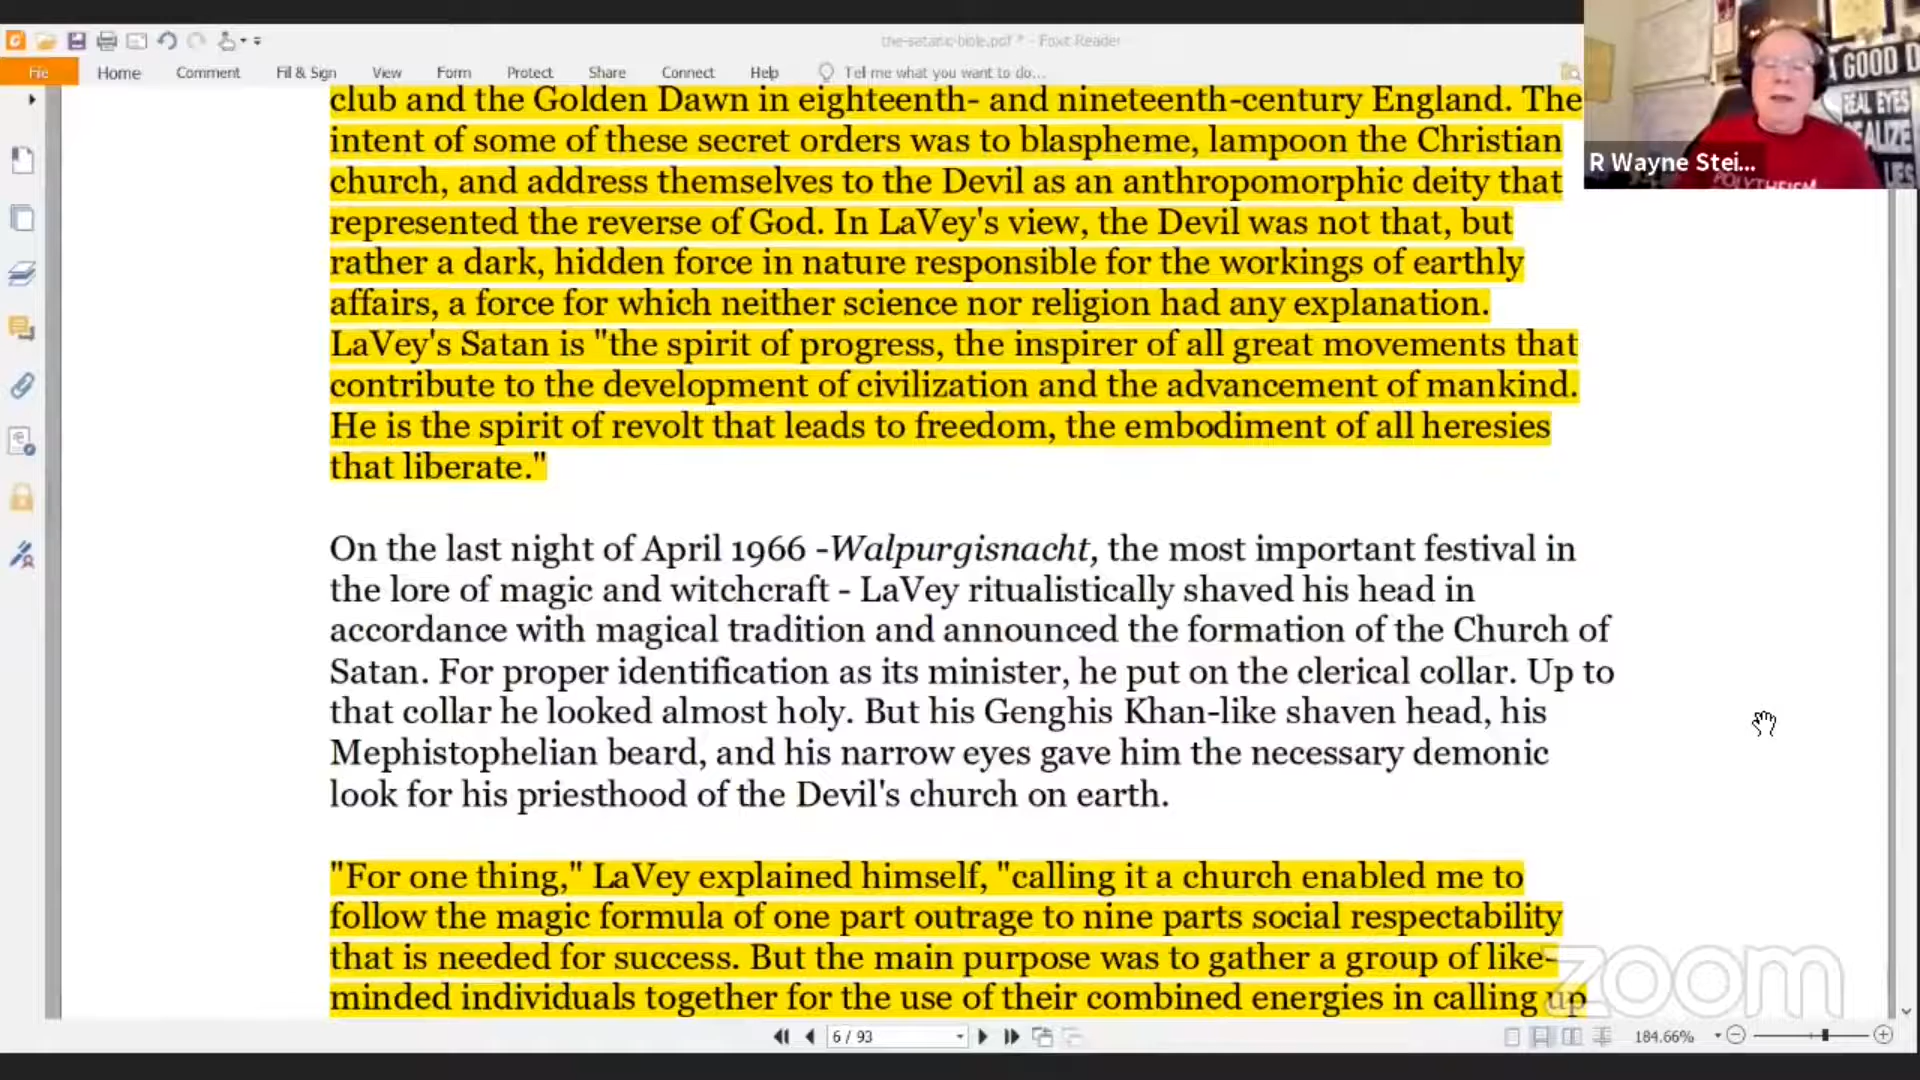 the-satanic-bible.pdf * - Foxit Reader
File Home Comment Fill & Sign View Form Protect Share Connect Help Tell me what you want to do...
A GOOD D
REAL EYES
REALIZE
LIES
POLYTHEISM
R Wayne Stei...
club and the Golden Dawn in eighteenth- and nineteenth-century England. The
intent of some of these secret orders was to blaspheme, lampoon the Christian
church, and address themselves to the Devil as an anthropomorphic deity that
represented the reverse of God. In LaVey's view, the Devil was not that, but
rather a dark, hidden force in nature responsible for the workings of earthly
affairs, a force for which neither science nor religion had any explanation.
LaVey's Satan is "the spirit of progress, the inspirer of all great movements that
contribute to the development of civilization and the advancement of mankind.
He is the spirit of revolt that leads to freedom, the embodiment of all heresies
that liberate."
On the last night of April 1966 -Walpurgisnacht, the most important festival in
the lore of magic and witchcraft - LaVey ritualistically shaved his head in
accordance with magical tradition and announced the formation of the Church of
Satan. For proper identification as its minister, he put on the clerical collar. Up to
that collar he looked almost holy. But his Genghis Khan-like shaven head, his
Mephistophelian beard, and his narrow eyes gave him the necessary demonic
look for his priesthood of the Devil's church on earth.
"For one thing," LaVey explained himself, "calling it a church enabled me to
follow the magic formula of one part outrage to nine parts social respectability
that is needed for success. But the main purpose was to gather a group of like-
minded individuals together for the use of their combined energies in calling up
zoom
6 / 93
184.66%